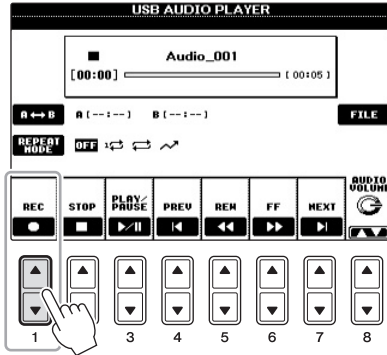 USB AUDIO PLAYER
Audio_001
[00:00] [00:05]
A↔B A[--:--] B[--:--] FILE
REPEAT MODE OFF 1
AUDIO VOLUME
REC STOP PLAY/PAUSE PREV REW FF NEXT
1 3 4 5 6 7 8